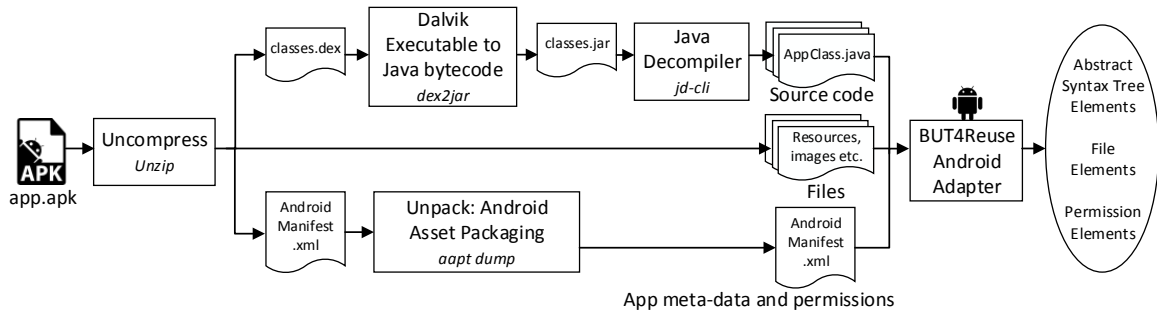 APK
app.apk
Uncompress
Unzip
classes.dex
Dalvik
Executable to
Java bytecode
dex2jar
classes.jar
Java
Decompiler
jd-cli
AppClass.java
Source code
Resources,
images etc.
Files
Android
Manifest
.xml
Unpack: Android
Asset Packaging
aapt dump
Android
Manifest
.xml
App meta-data and permissions
BUT4Reuse
Android
Adapter
Abstract
Syntax Tree
Elements
File
Elements
Permission
Elements